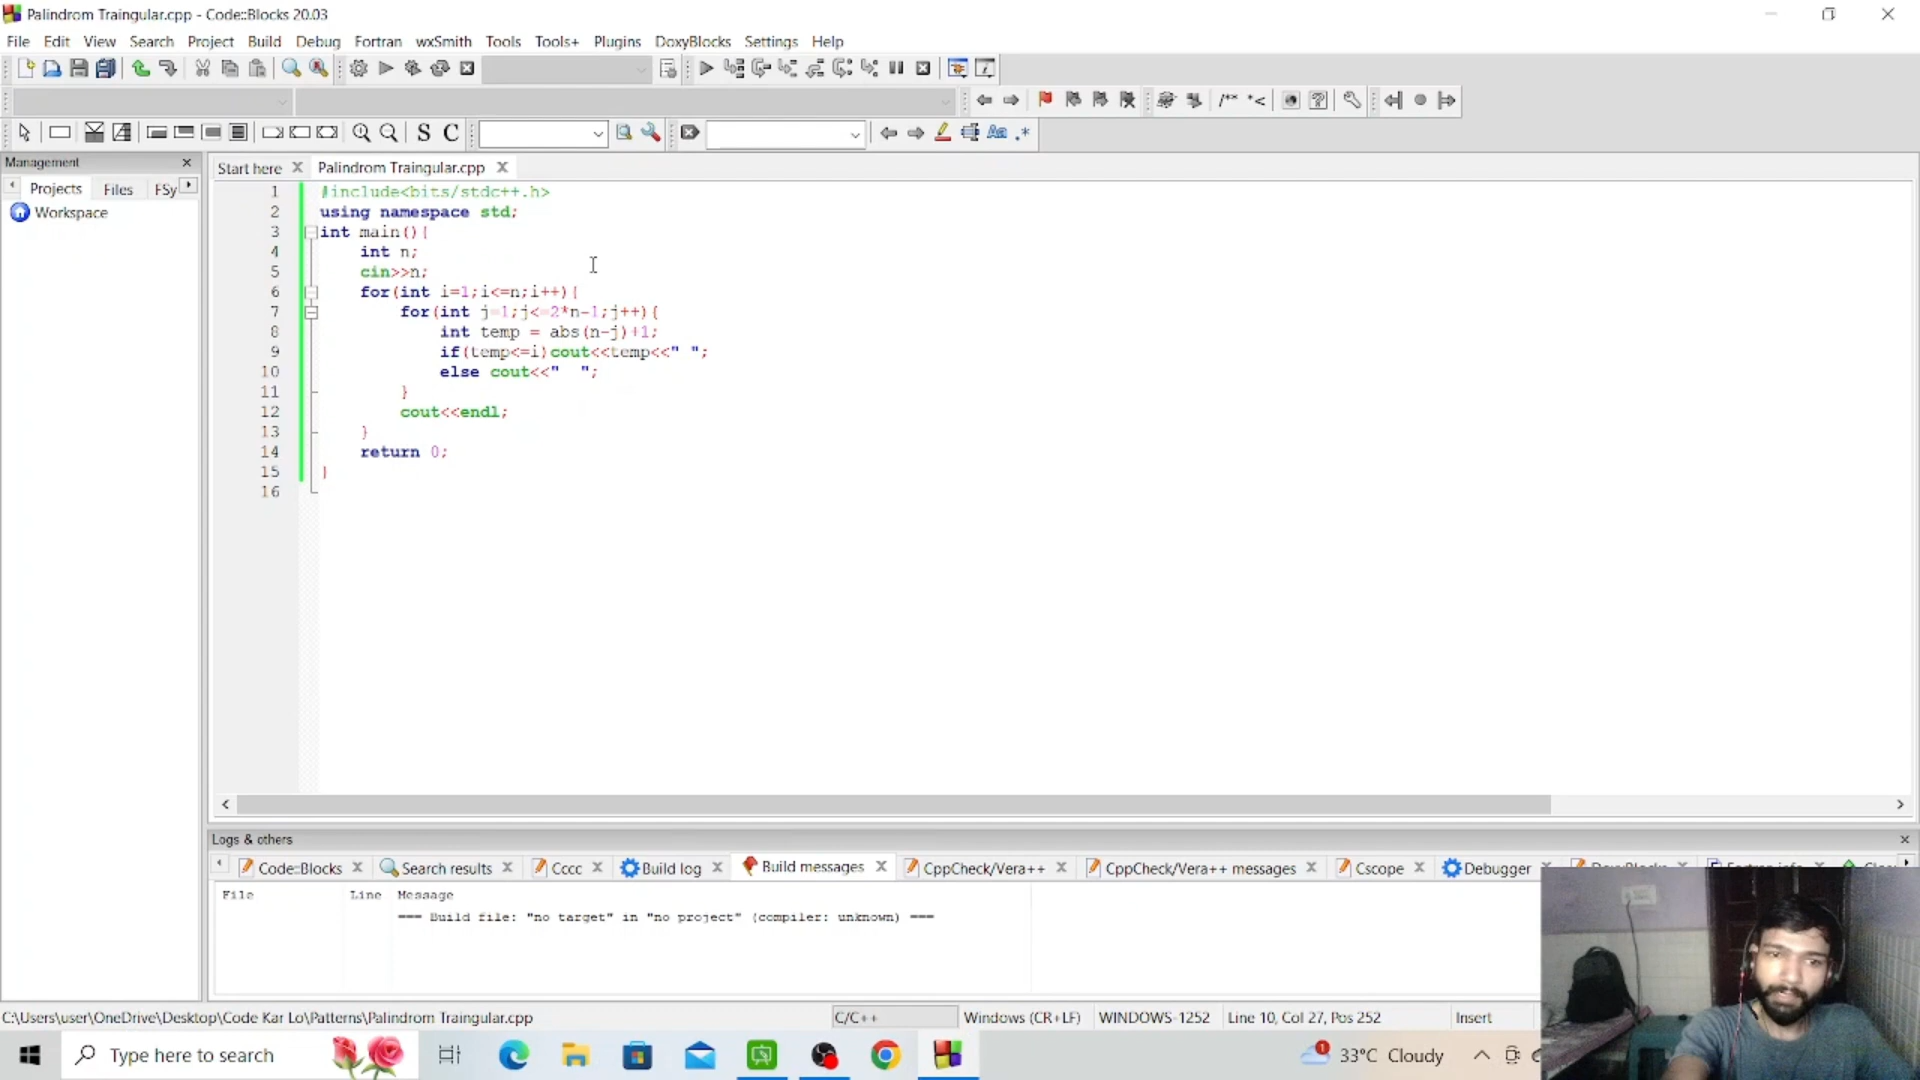 Palindrom Traingular.cpp - Code::Blocks 20.03
File Edit View Search Project Build Debug Fortran wxSmith Tools Tools+ Plugins DoxyBlocks Settings Help
/** *<
S C
Aa .*
Management
Start here Palindrom Traingular.cpp
Projects Files FSy
Workspace
1 #include<bits/stdc++.h>
2 using namespace std;
3 int main(){
4 int n;
5 cin>>n;
6 for(int i=1;i<=n;i++){
7 for(int j=1;j<=2*n-1;j++){
8 int temp = abs(n-j)+1;
9 if(temp<=i)cout<<temp<<" ";
10 else cout<<"  ";
11 }
12 cout<<endl;
13 }
14 return 0;
15 }
16
Logs & others
Code::Blocks Search results Cccc Build log Build messages CppCheck/Vera++ CppCheck/Vera++ messages Cscope Debugger
File Line Message
=== Build file: "no target" in "no project" (compiler: unknown) ===
C:\Users\user\OneDrive\Desktop\Code Kar Lo\Patterns\Palindrom Traingular.cpp C/C++ Windows (CR+LF) WINDOWS-1252 Line 10, Col 27, Pos 252 Insert
Type here to search 1 33°C Cloudy